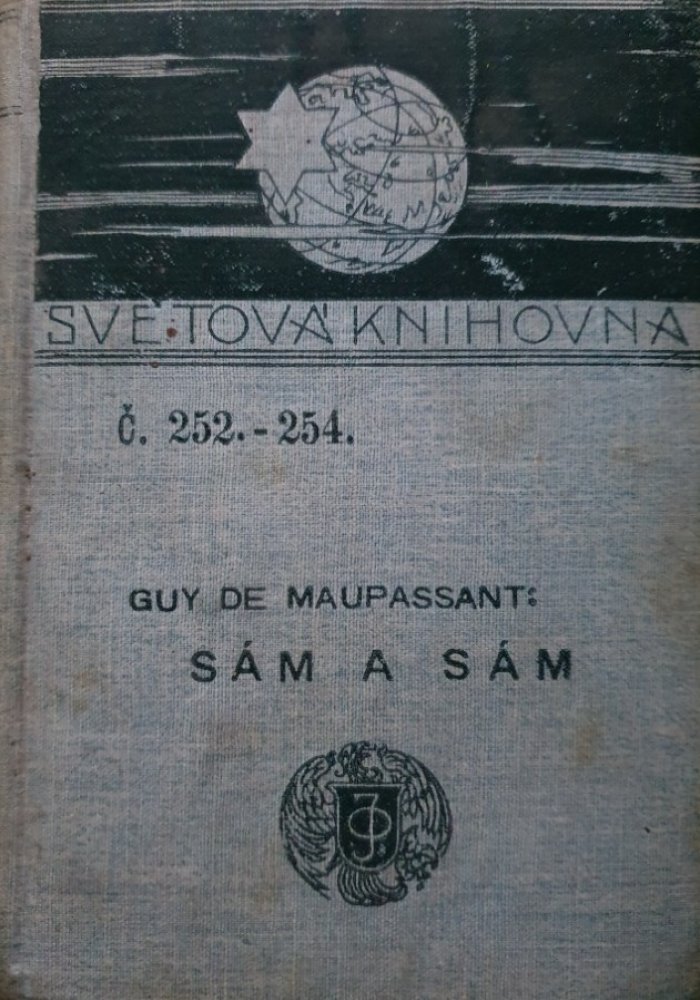 SVĚTOVÁ KNIHOVNA
Č. 252.-254.
GUY DE MAUPASSANT:
SÁM A SÁM